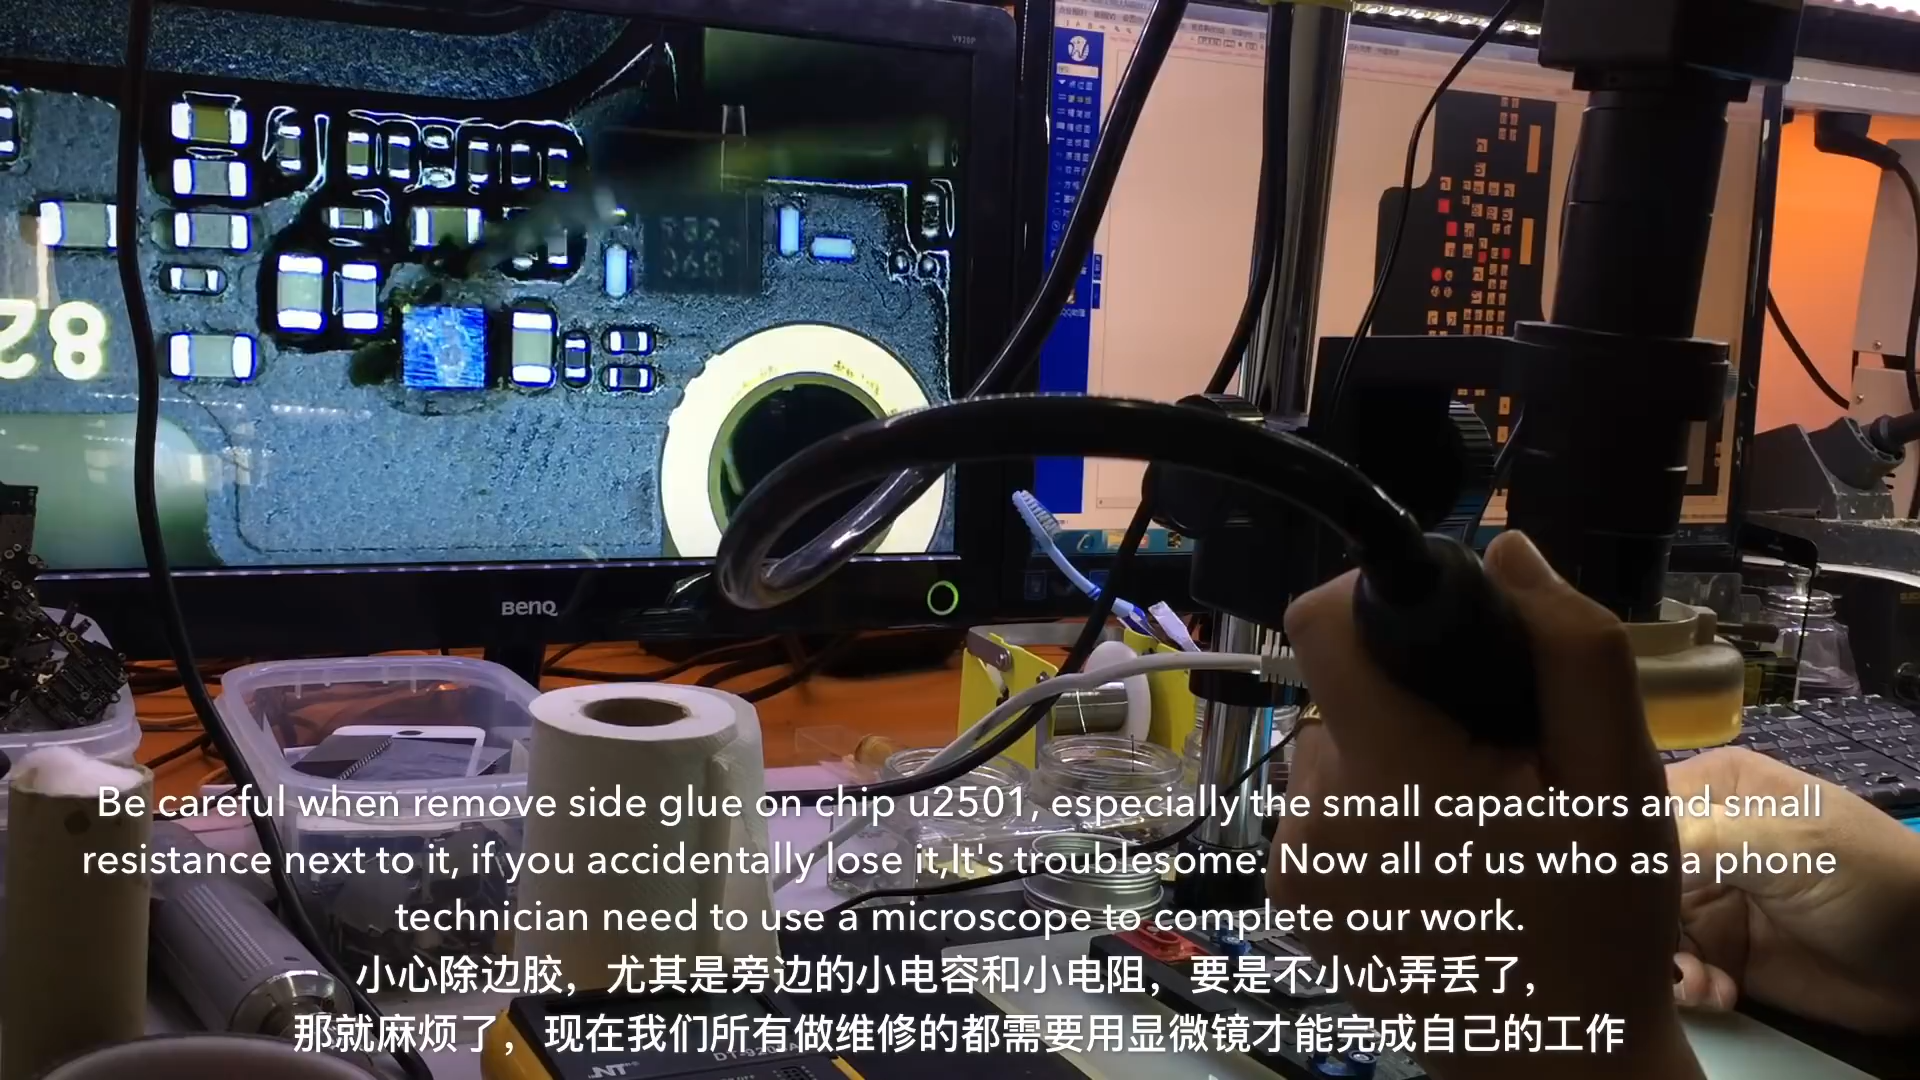 V920P
82
BenQ
Be careful when remove side glue on chip u2501, especially the small capacitors and small
resistance next to it, if you accidentally lose it,It's troublesome. Now all of us who as a phone
technician need to use a microscope to complete our work.
小心除边胶，尤其是旁边的小电容和小电阻，要是不小心弄丢了，
那就麻烦了，现在我们所有做维修的都需要用显微镜才能完成自己的工作